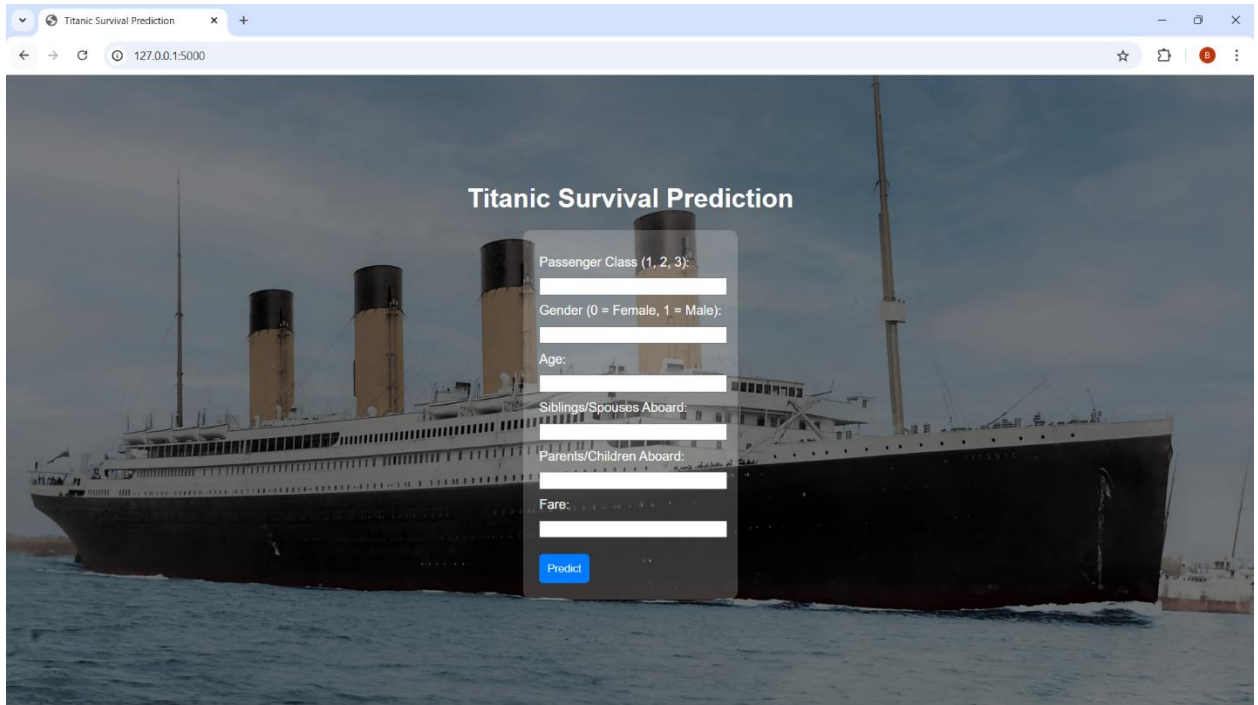 Titanic Survival Prediction
127.0.0.1:5000
B
Titanic Survival Prediction
Passenger Class (1, 2, 3):
Gender (0 = Female, 1 = Male):
Age:
Siblings/Spouses Aboard:
Parents/Children Aboard:
Fare:
Predict
TITANIC